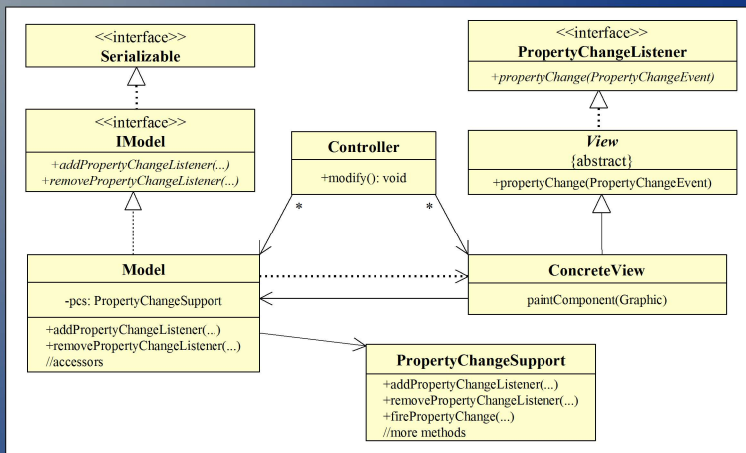 <<interface>>
Serializable
<<interface>>
PropertyChangeListener
+propertyChange(PropertyChangeEvent)
<<interface>>
IModel
+addPropertyChangeListener(...)
+removePropertyChangeListener(...)
Controller
+modify(): void
View
{abstract}
+propertyChange(PropertyChangeEvent)
*
*
Model
-pcs: PropertyChangeSupport
+addPropertyChangeListener(...)
+removePropertyChangeListener(...)
//accessors
ConcreteView
paintComponent(Graphic)
PropertyChangeSupport
+addPropertyChangeListener(...)
+removePropertyChangeListener(...)
+firePropertyChange(...)
//more methods